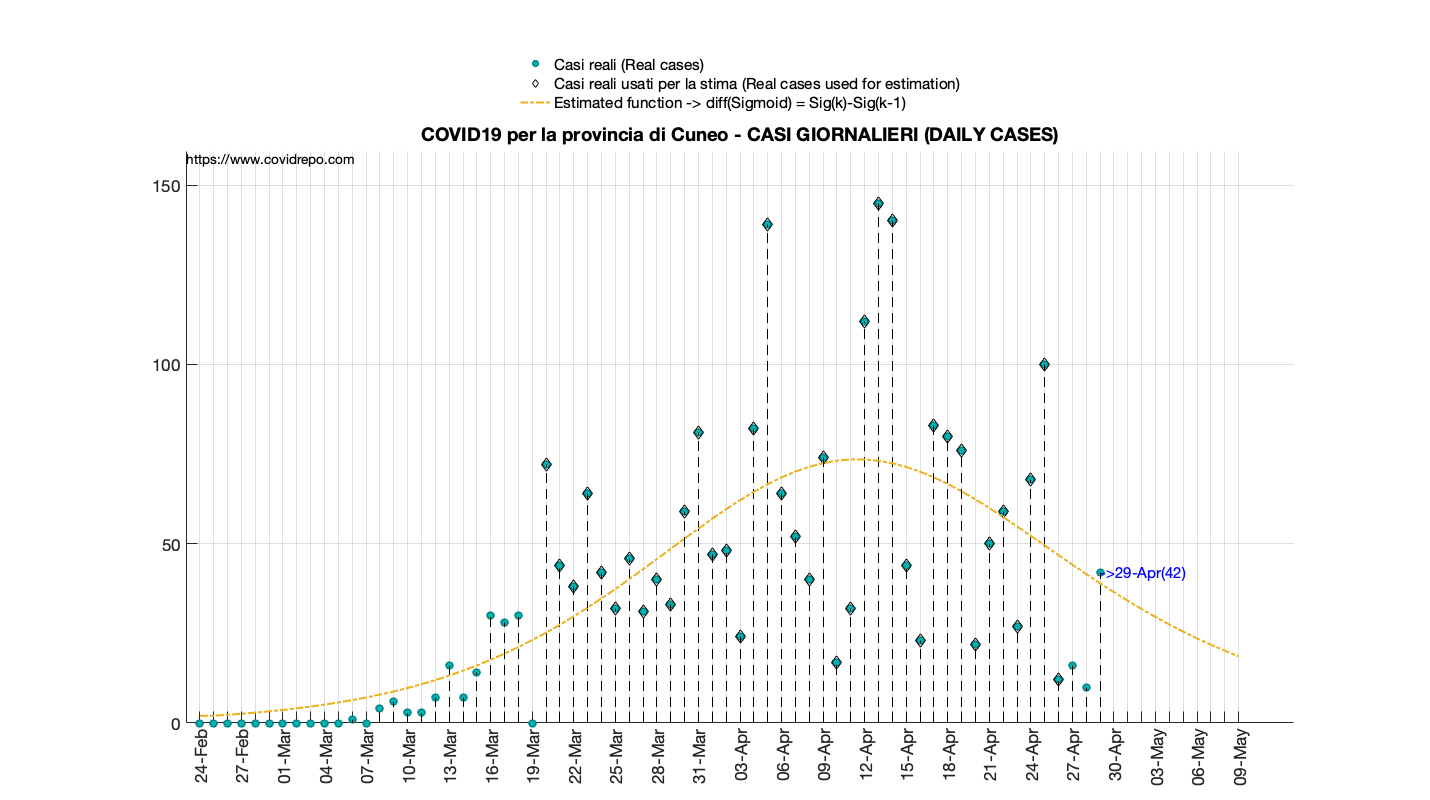 Casi reali (Real cases)
Casi reali usati per la stima (Real cases used for estimation)
Estimated function -> diff(Sigmoid) = Sig(k)-Sig(k-1)
COVID19 per la provincia di Cuneo - CASI GIORNALIERI (DAILY CASES)
https://www.covidrepo.com
150
100
50
0
>29-Apr(42)
24-Feb
27-Feb
01-Mar
04-Mar
07-Mar
10-Mar
13-Mar
16-Mar
19-Mar
22-Mar
25-Mar
28-Mar
31-Mar
03-Apr
06-Apr
09-Apr
12-Apr
15-Apr
18-Apr
21-Apr
24-Apr
27-Apr
30-Apr
03-May
06-May
09-May